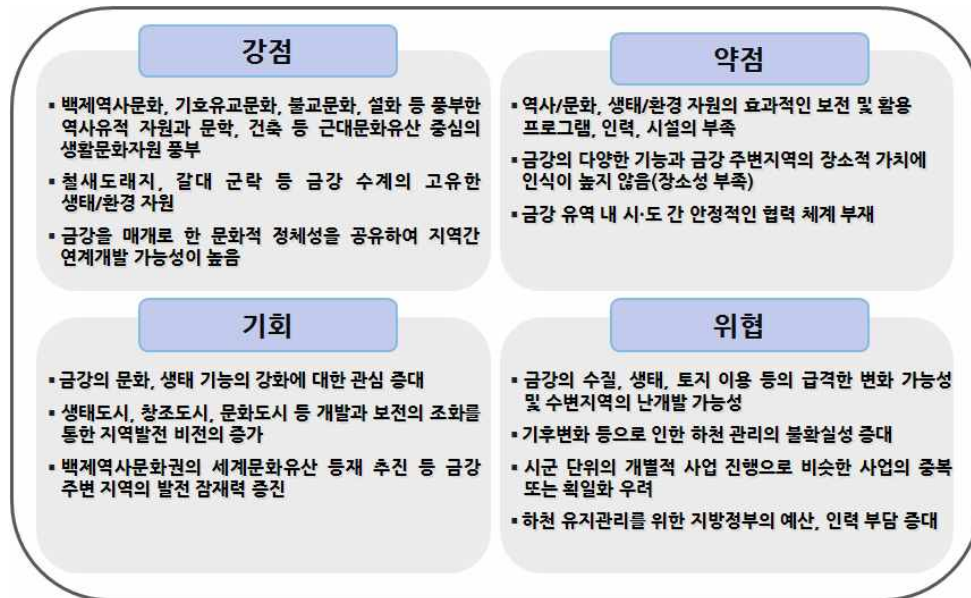 강점
▪ 백제역사문화, 기호유교문화, 불교문화, 설화 등 풍부한
역사유적 자원과 문학, 건축 등 근대문화유산 중심의
생활문화자원 풍부
▪ 철새도래지, 갈대 군락 등 금강 수계의 고유한
생태/환경 자원
▪ 금강을 매개로 한 문화적 정체성을 공유하여 지역간
연계개발 가능성이 높음
약점
▪ 역사/문화, 생태/환경 자원의 효과적인 보전 및 활용
프로그램, 인력, 시설의 부족
▪ 금강의 다양한 기능과 금강 주변지역의 장소적 가치에
인식이 높지 않음(장소성 부족)
▪ 금강 유역 내 시·도 간 안정적인 협력 체계 부재
기회
▪ 금강의 문화, 생태 기능의 강화에 대한 관심 증대
▪ 생태도시, 창조도시, 문화도시 등 개발과 보전의 조화를
통한 지역발전 비전의 증가
▪ 백제역사문화권의 세계문화유산 등재 추진 등 금강
주변 지역의 발전 잠재력 증진
위협
▪ 금강의 수질, 생태, 토지 이용 등의 급격한 변화 가능성
및 수변지역의 난개발 가능성
▪ 기후변화 등으로 인한 하천 관리의 불확실성 증대
▪ 시군 단위의 개별적 사업 진행으로 비슷한 사업의 중복
또는 획일화 우려
▪ 하천 유지관리를 위한 지방정부의 예산, 인력 부담 증대